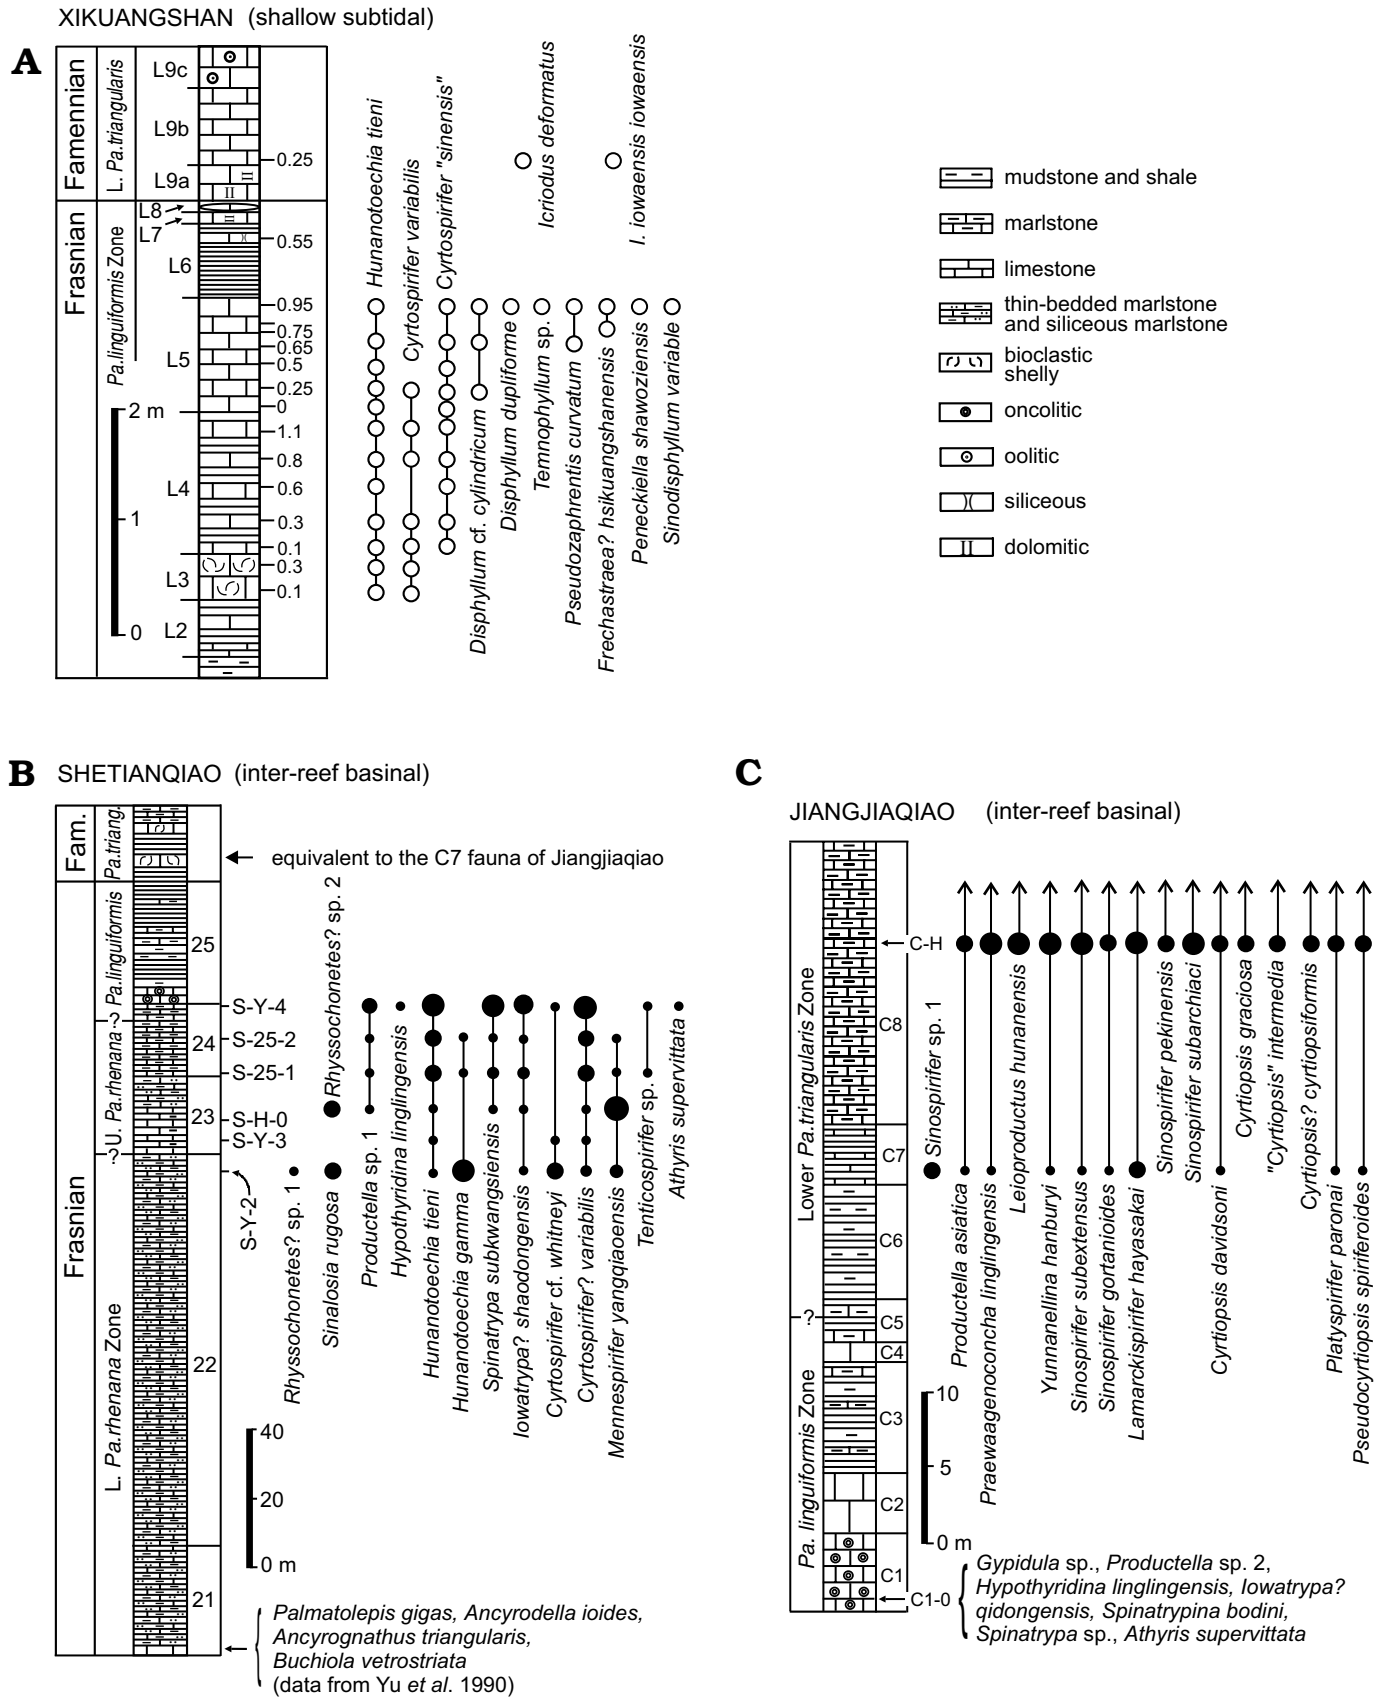 XIKUANGSHAN (shallow subtidal)
A
Famennian
Frasnian
L. Pa.triangularis
Pa.linguiformis Zone
L9c
L9b
L9a
L8
L7
L6
L5
L4
L3
L2
2 m
1
0
0.25
0.55
0.95
0.75
0.65
0.5
0.25
0
1.1
0.8
0.6
0.3
0.1
0.3
0.1
Hunanotoechia tieni
Cyrtospirifer variabilis
Cyrtospirifer "sinensis"
Disphyllum cf. cylindricum
Disphyllum dupliforme
Temnophyllum sp.
Pseudozaphrentis curvatum
Frechastraea? hsikuangshanensis
Peneckiella shawoziensis
Sinodisphyllum variable
Icriodus deformatus
I. iowaensis iowaensis
mudstone and shale
marlstone
limestone
thin-bedded marlstone
and siliceous marlstone
bioclastic
shelly
oncolitic
oolitic
siliceous
dolomitic
B SHETIANQIAO (inter-reef basinal)
Fam.
Frasnian
Pa.triang.
Pa.linguiformis
?
U. Pa.rhenana
?
L. Pa.rhenana Zone
25
24
23
22
21
equivalent to the C7 fauna of Jiangjiaqiao
S-Y-4
S-25-2
S-25-1
S-H-0
S-Y-3
S-Y-2
Rhyssochonetes? sp. 1
Rhyssochonetes? sp. 2
Sinalosia rugosa
Productella sp. 1
Hypothyridina linglingensis
Hunanotoechia tieni
Hunanotoechia gamma
Spinatrypa subkwangsiensis
Iowatrypa? shaodongensis
Cyrtospirifer cf. whitneyi
Cyrtospirifer? variabilis
Mennespirifer yangqiaoensis
Tenticospirifer sp.
Athyris supervittata
40
20
0 m
Palmatolepis gigas, Ancyrodella ioides,
Ancyrognathus triangularis,
Buchiola vetrostriata
(data from Yu et al. 1990)
C
JIANGJIAQIAO (inter-reef basinal)
Lower Pa.triangularis Zone
?
Pa. linguiformis Zone
C8
C7
C6
C5
C4
C3
C2
C1
C-H
C1-0
10
5
0 m
Sinospirifer sp. 1
Productella asiatica
Praewaagenoconcha linglingensis
Leioproductus hunanensis
Yunnanellina hanburyi
Sinospirifer subextensus
Sinospirifer gortanioides
Lamarckispirifer hayasakai
Sinospirifer pekinensis
Sinospirifer subarchiaci
Cyrtiopsis davidsoni
Cyrtiopsis graciosa
"Cyrtiopsis" intermedia
Cyrtiopsis? cyrtiopsiformis
Platyspirifer paronai
Pseudocyrtiopsis spiriferoides
Gypidula sp., Productella sp. 2,
Hypothyridina linglingensis, Iowatrypa?
qidongensis, Spinatrypina bodini,
Spinatrypa sp., Athyris supervittata